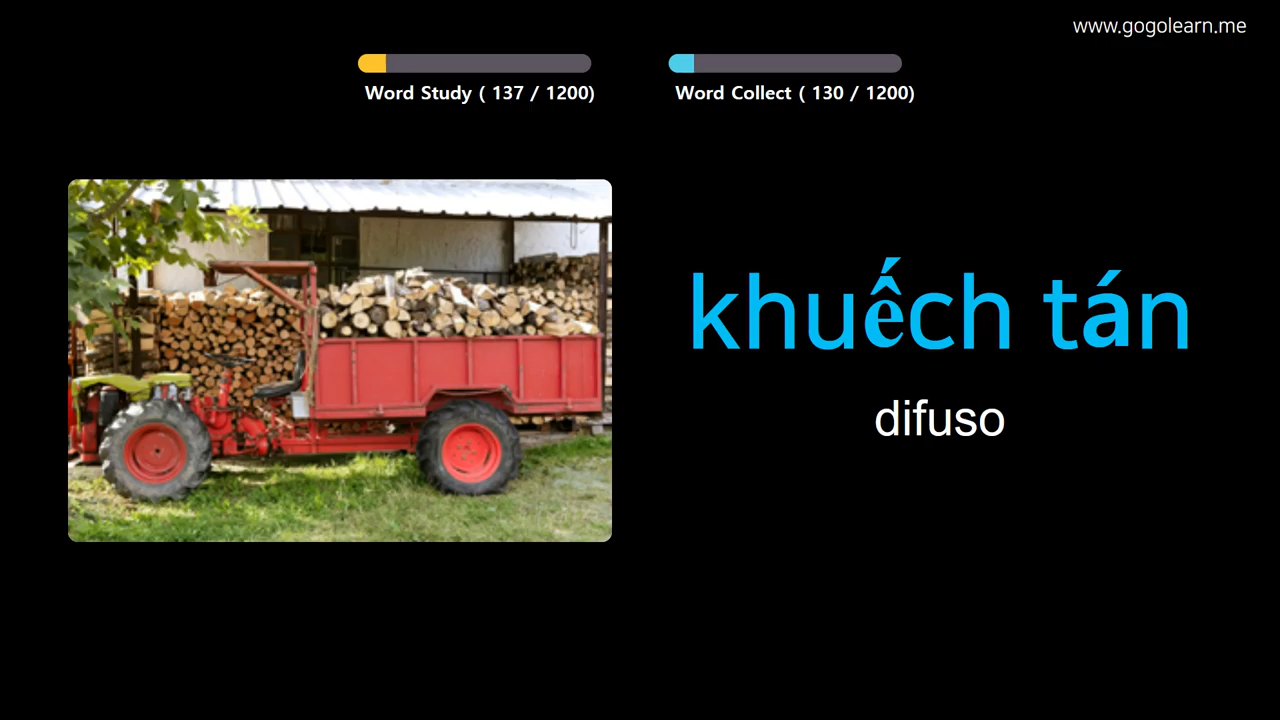 www.gogolearn.me
Word Study ( 137 / 1200)
Word Collect ( 130 / 1200)
khuếch tán
difuso